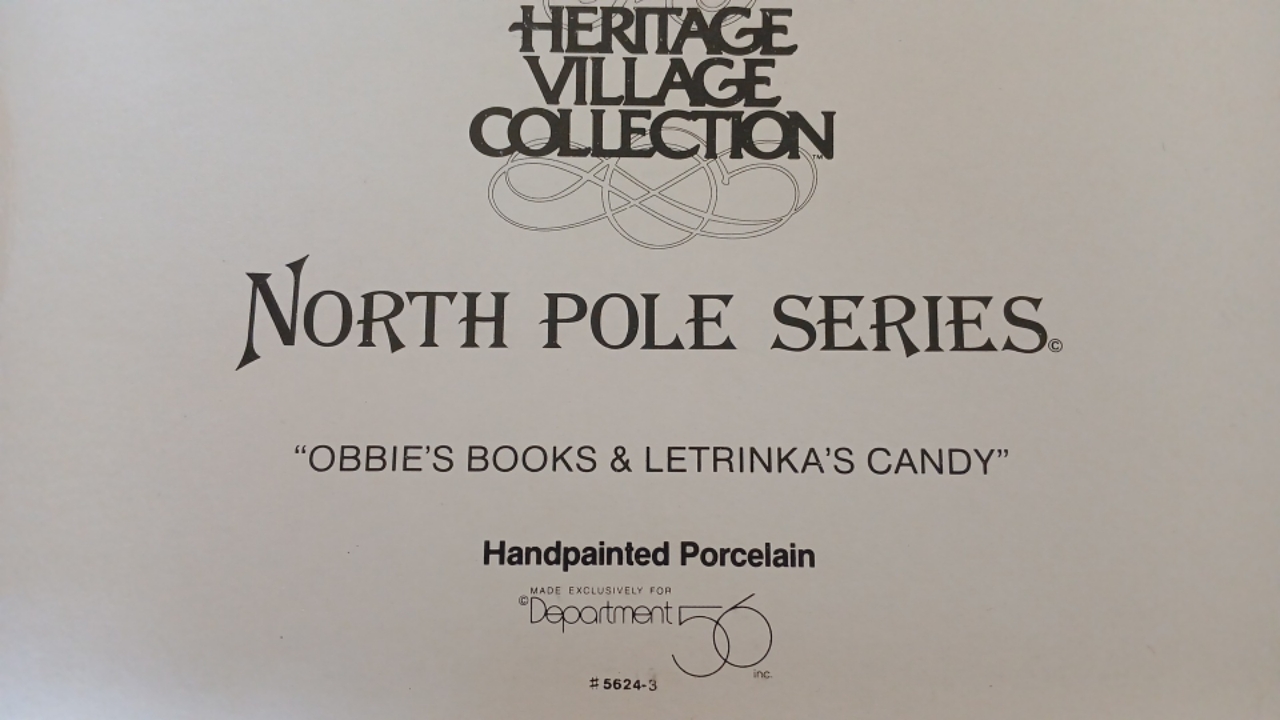 HERITAGE
VILLAGE
COLLECTION™
NORTH POLE SERIES©
“OBBIE’S BOOKS & LETRINKA’S CANDY”
Handpainted Porcelain
MADE EXCLUSIVELY FOR
©Department 56
inc.
#5624-3